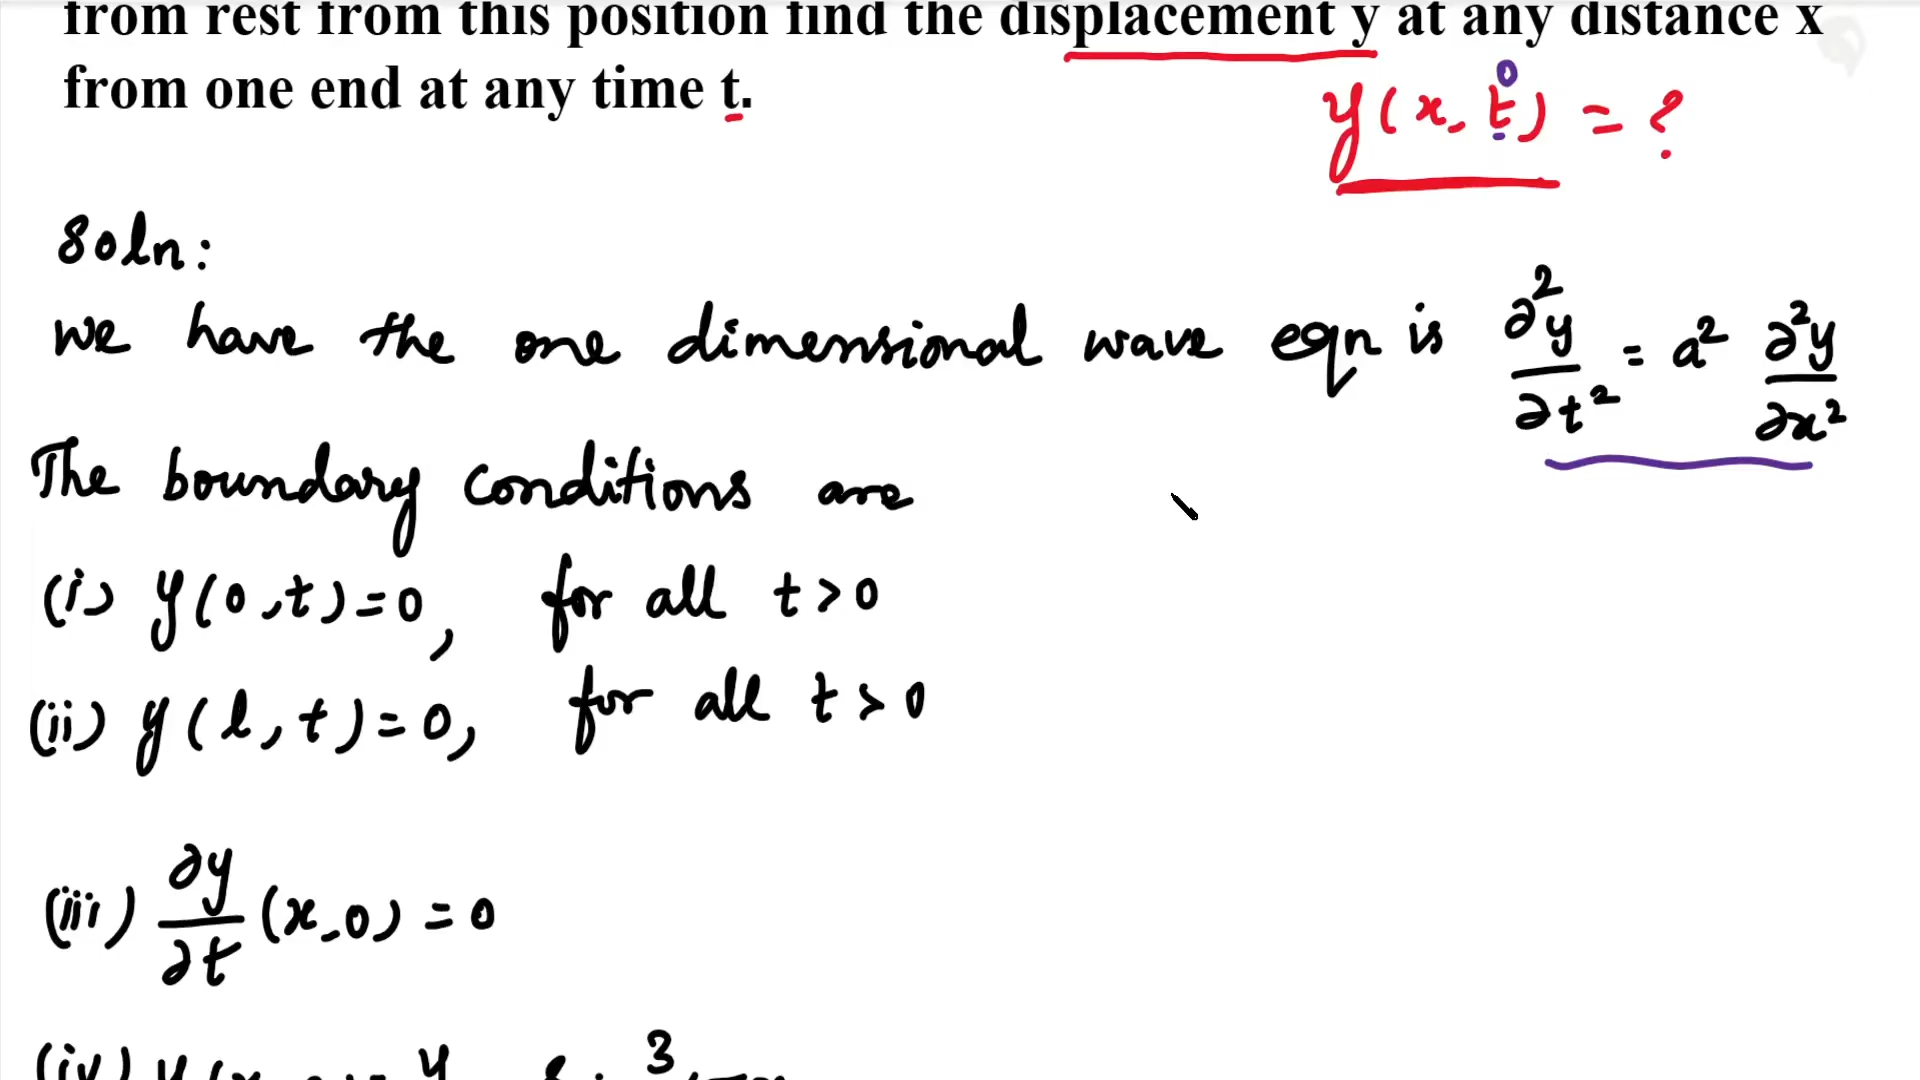 from rest from this position find the displacement y at any distance x
from one end at any time t.
y(x, t) = ?
0
Soln:
we have the one dimensional wave eqn is ∂²y/∂t² = a² ∂²y/∂x²
The boundary conditions are
(i) y(0,t)=0, for all t>0
(ii) y(l,t)=0, for all t>0
(iii) ∂y/∂t (x,0) = 0
(iv) y(x